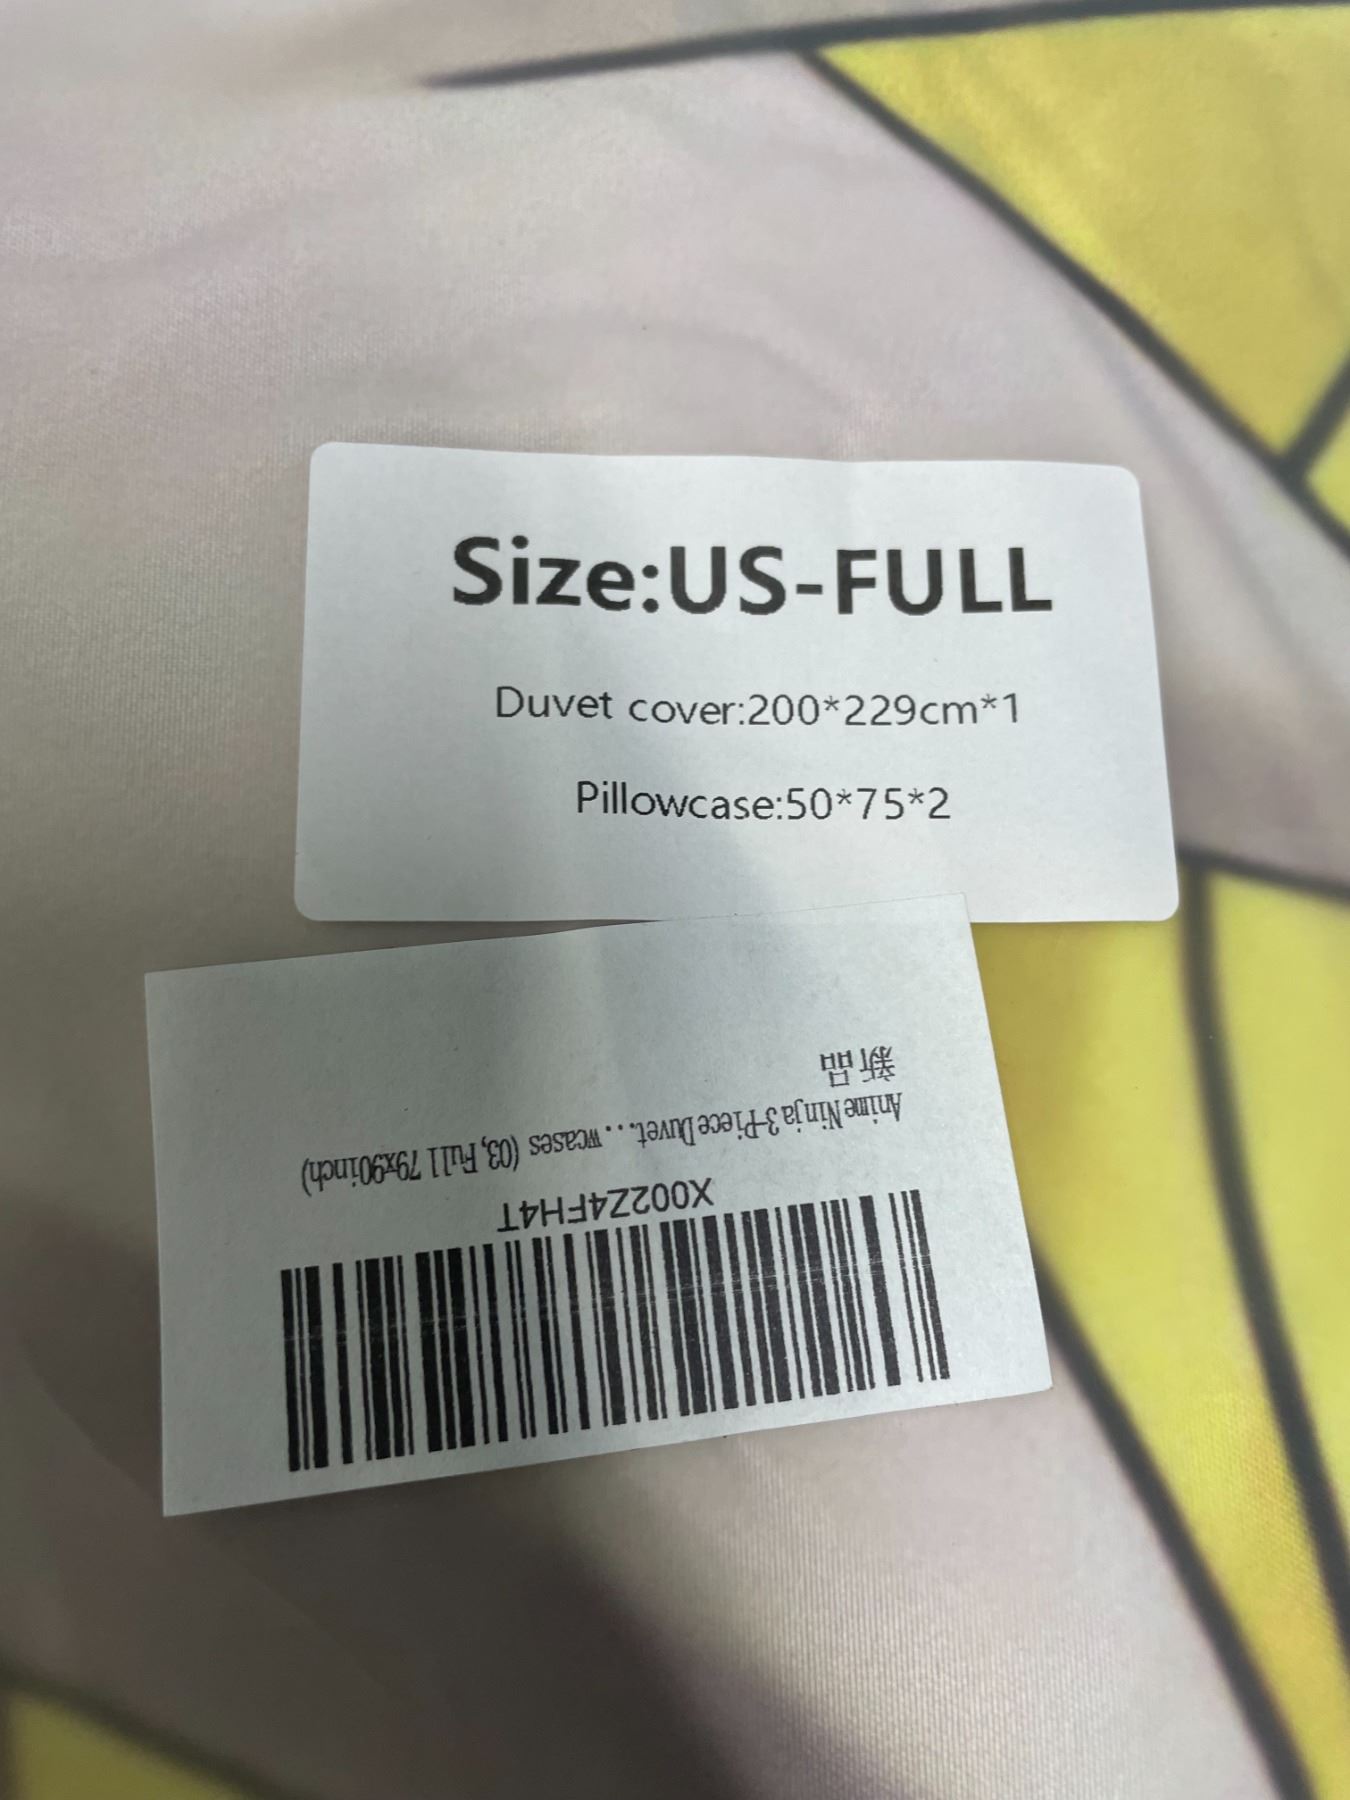 Size:US-FULL
Duvet cover:200*229cm*1
Pillowcase:50*75*2
X002Z4FH4T
Anime Ninja 3-Piece Duvet...wcases (03, Full 79x90inch)
新品